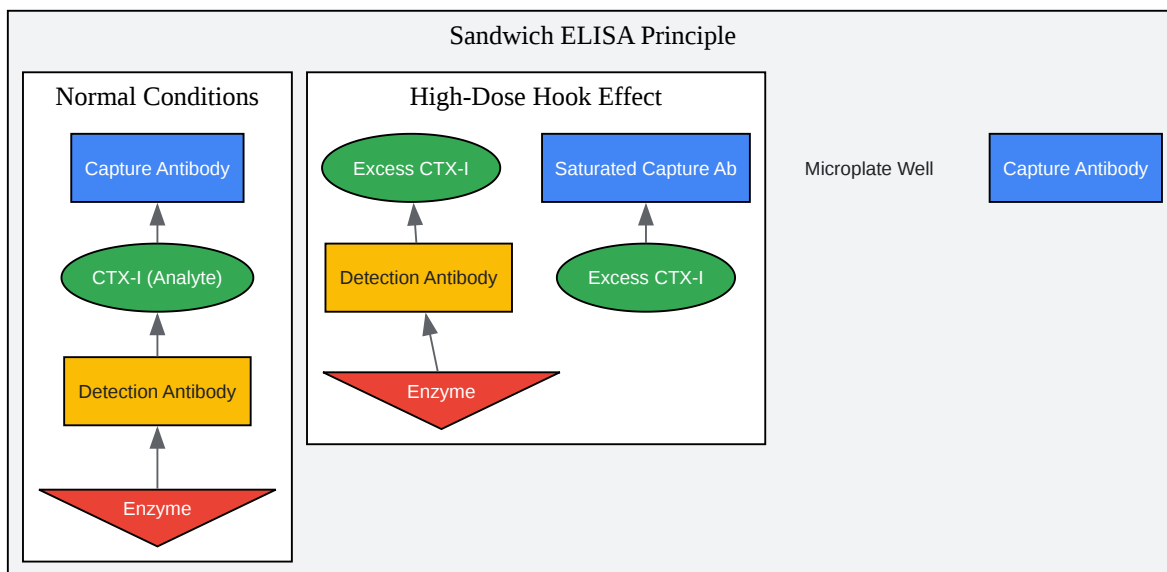 Sandwich ELISA Principle
Normal Conditions
Capture Antibody
CTX-I (Analyte)
Detection Antibody
Enzyme
High-Dose Hook Effect
Excess CTX-I
Detection Antibody
Enzyme
Saturated Capture Ab
Excess CTX-I
Microplate Well
Capture Antibody